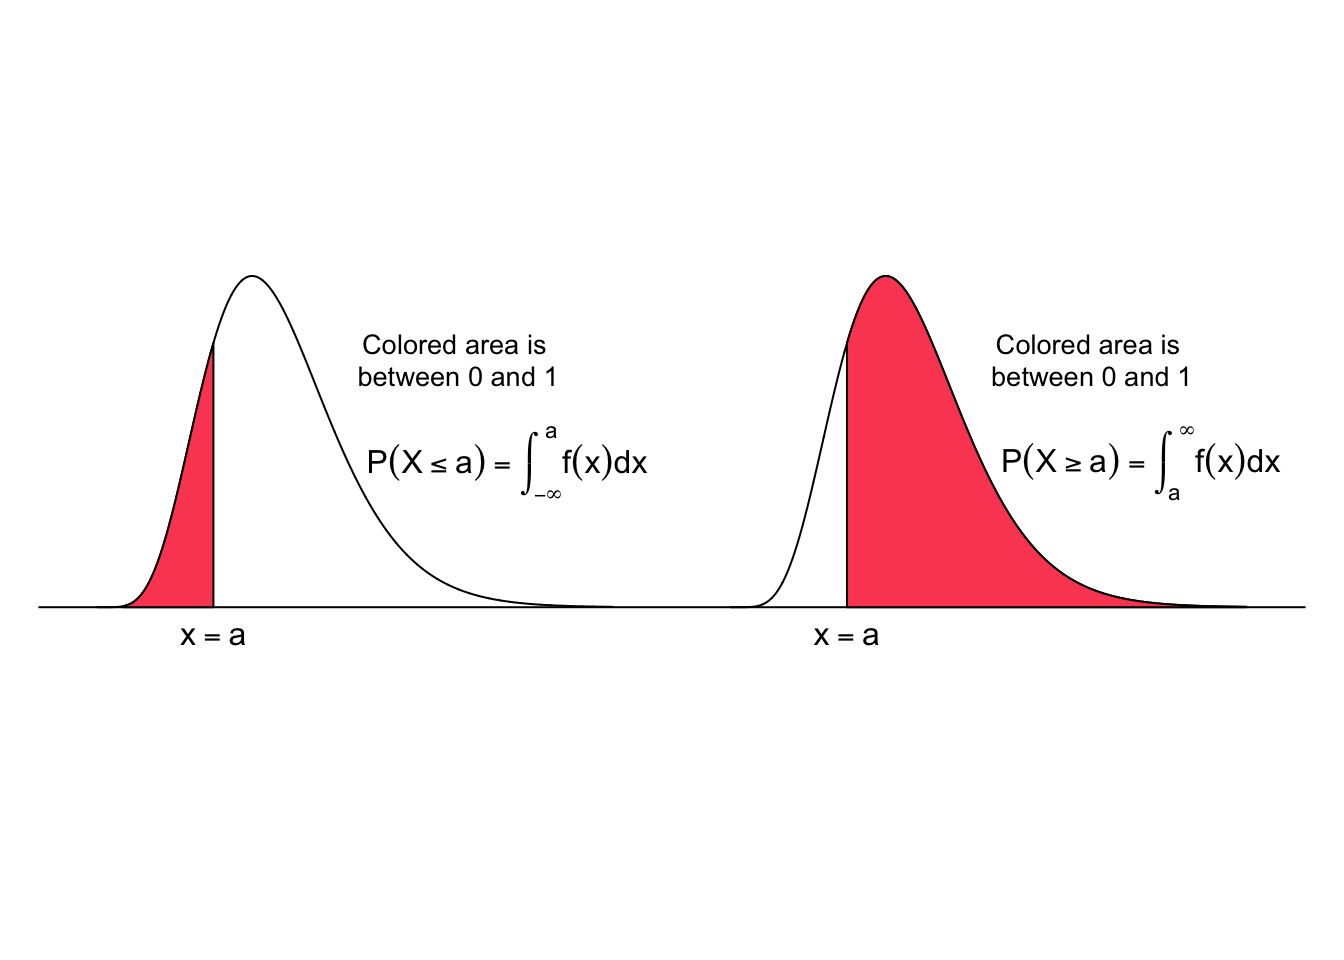 Colored area is
between 0 and 1
P(X ≤ a) = ∫_{−∞}^{a} f(x)dx
x = a
Colored area is
between 0 and 1
P(X ≥ a) = ∫_{a}^{∞} f(x)dx
x = a